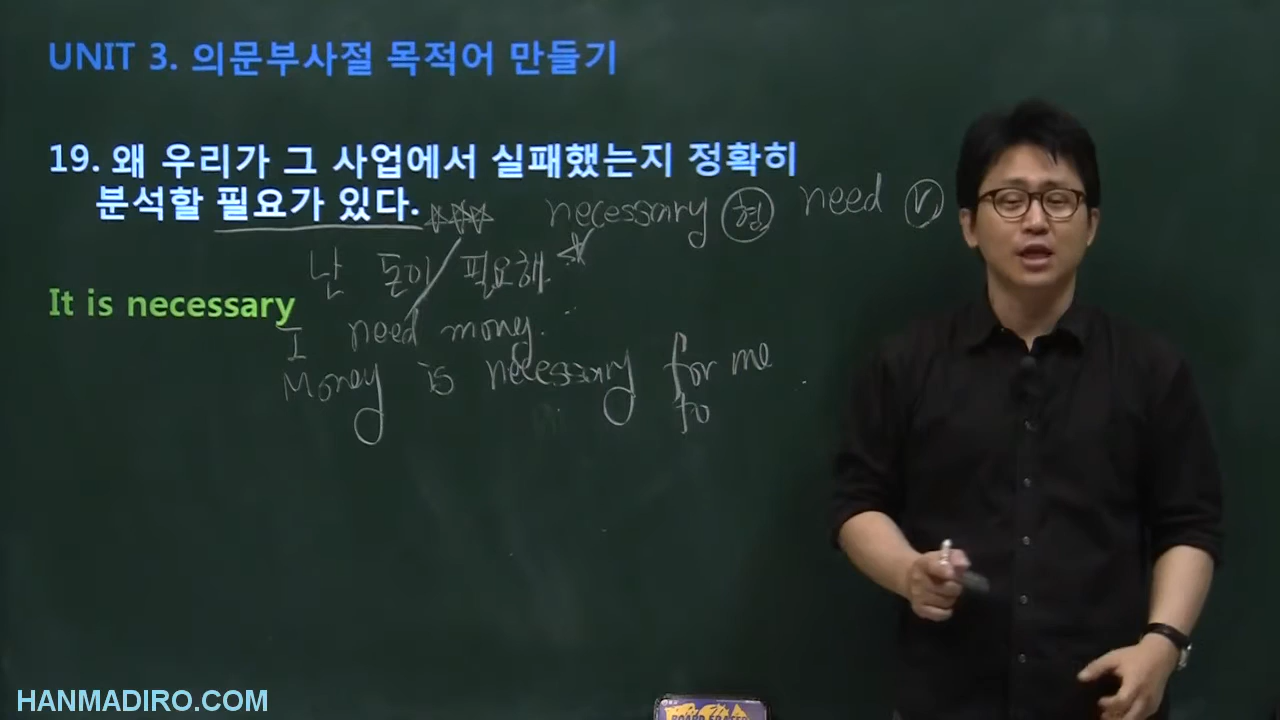 UNIT 3. 의문부사절 목적어 만들기
19. 왜 우리가 그 사업에서 실패했는지 정확히
분석할 필요가 있다.
necessary 형 need V
난 돈이 필요해
It is necessary
I need money.
Money is necessary for me
to
HANMADIRO.COM
BOARD ERASER